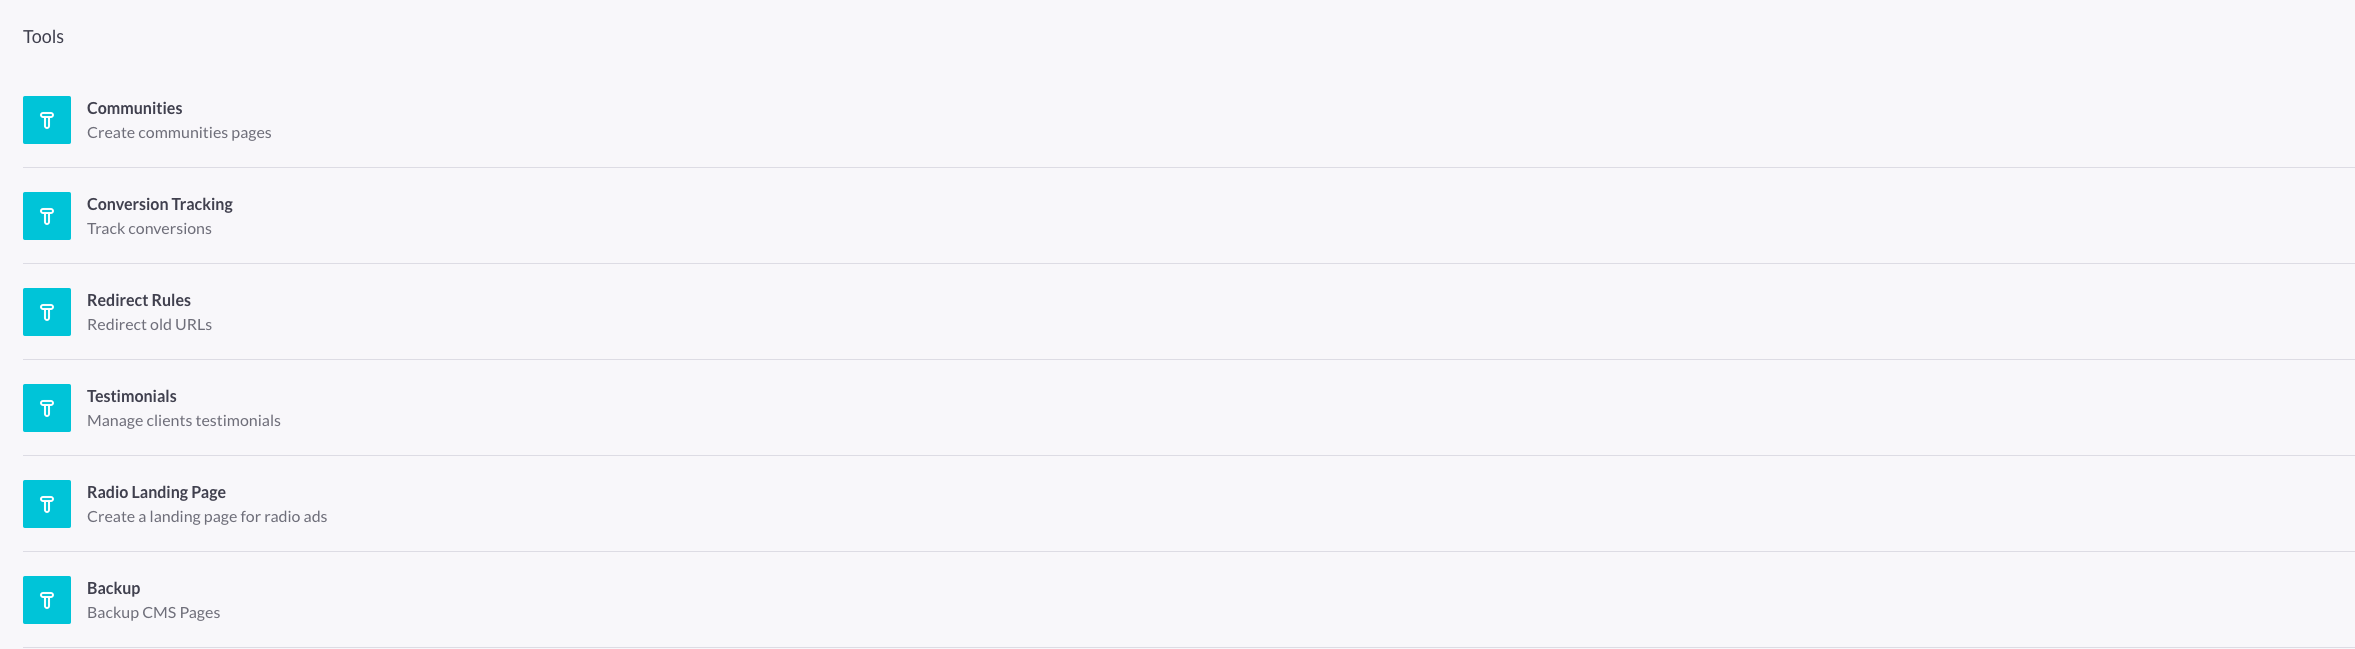 Tools
Communities
Create communities pages
Conversion Tracking
Track conversions
Redirect Rules
Redirect old URLs
Testimonials
Manage clients testimonials
Radio Landing Page
Create a landing page for radio ads
Backup
Backup CMS Pages